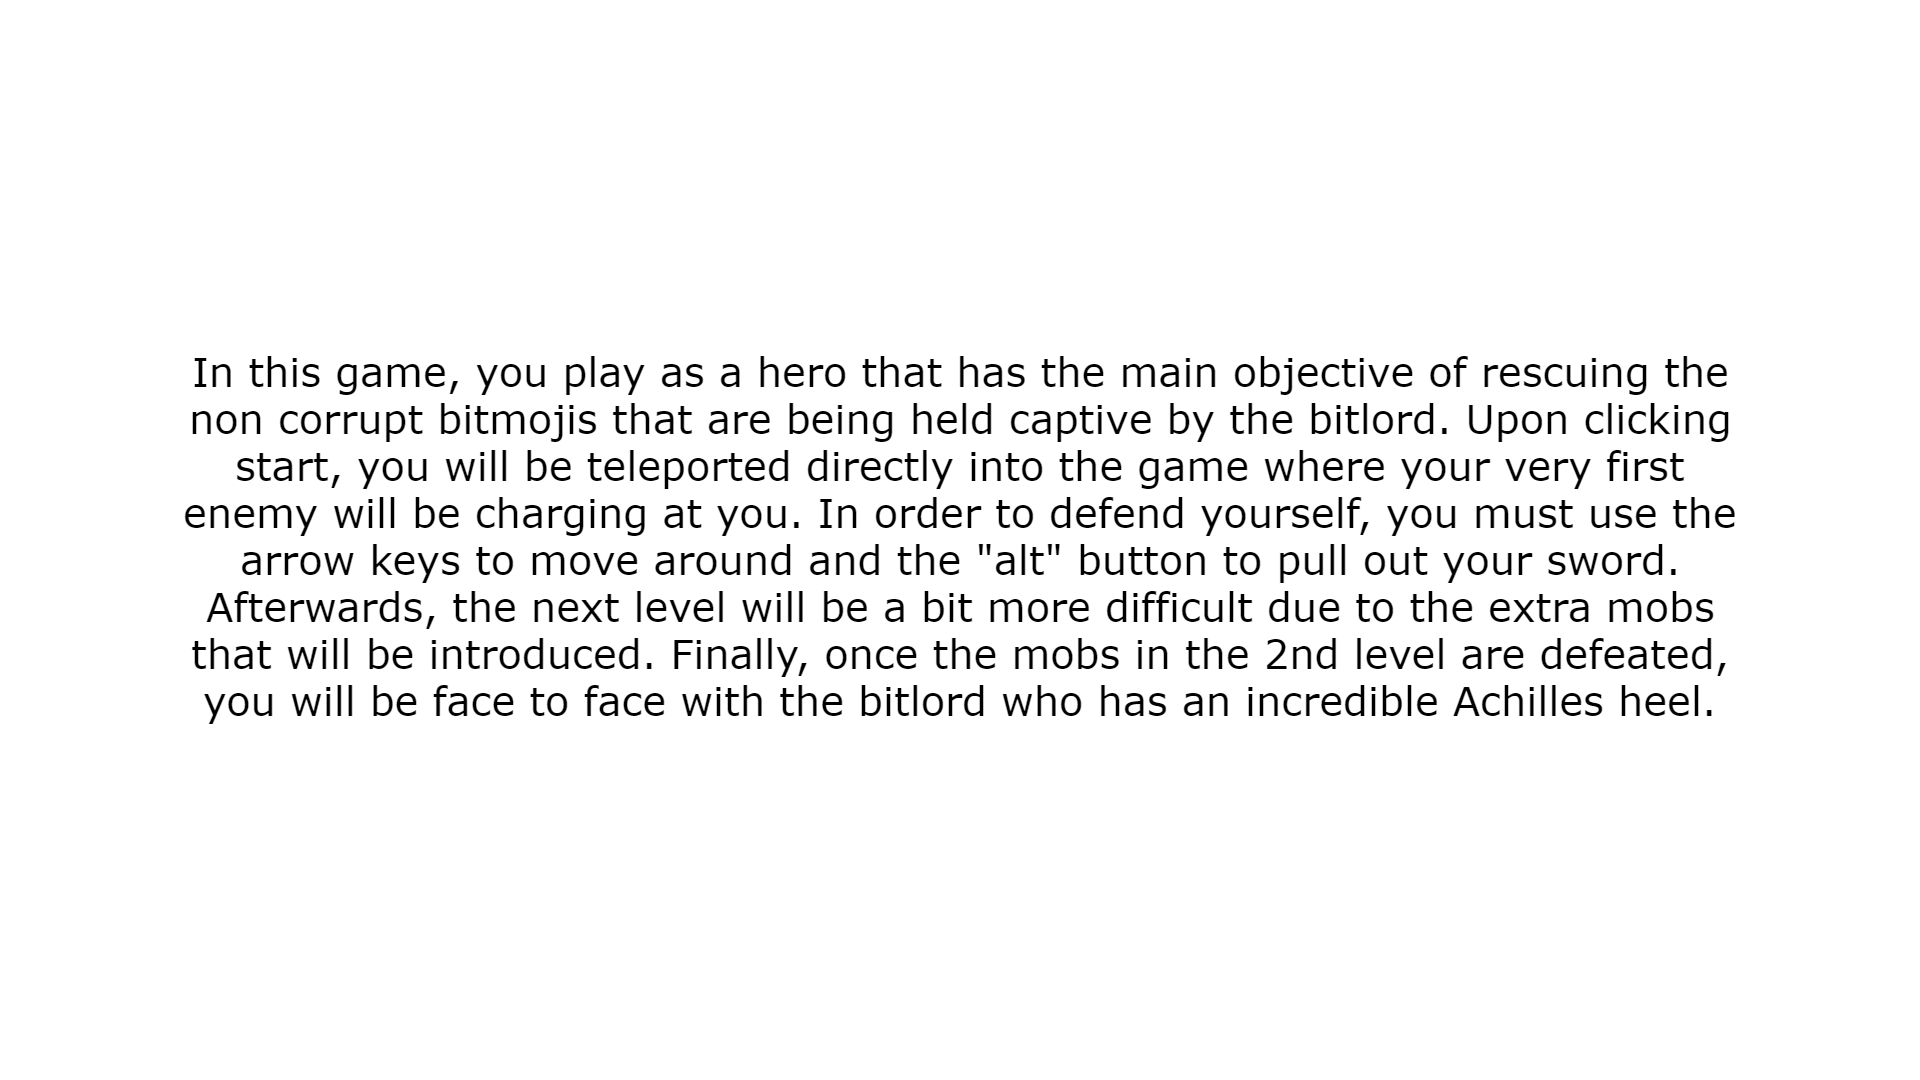 In this game, you play as a hero that has the main objective of rescuing the
non corrupt bitmojis that are being held captive by the bitlord. Upon clicking
start, you will be teleported directly into the game where your very first
enemy will be charging at you. In order to defend yourself, you must use the
arrow keys to move around and the "alt" button to pull out your sword.
Afterwards, the next level will be a bit more difficult due to the extra mobs
that will be introduced. Finally, once the mobs in the 2nd level are defeated,
you will be face to face with the bitlord who has an incredible Achilles heel.